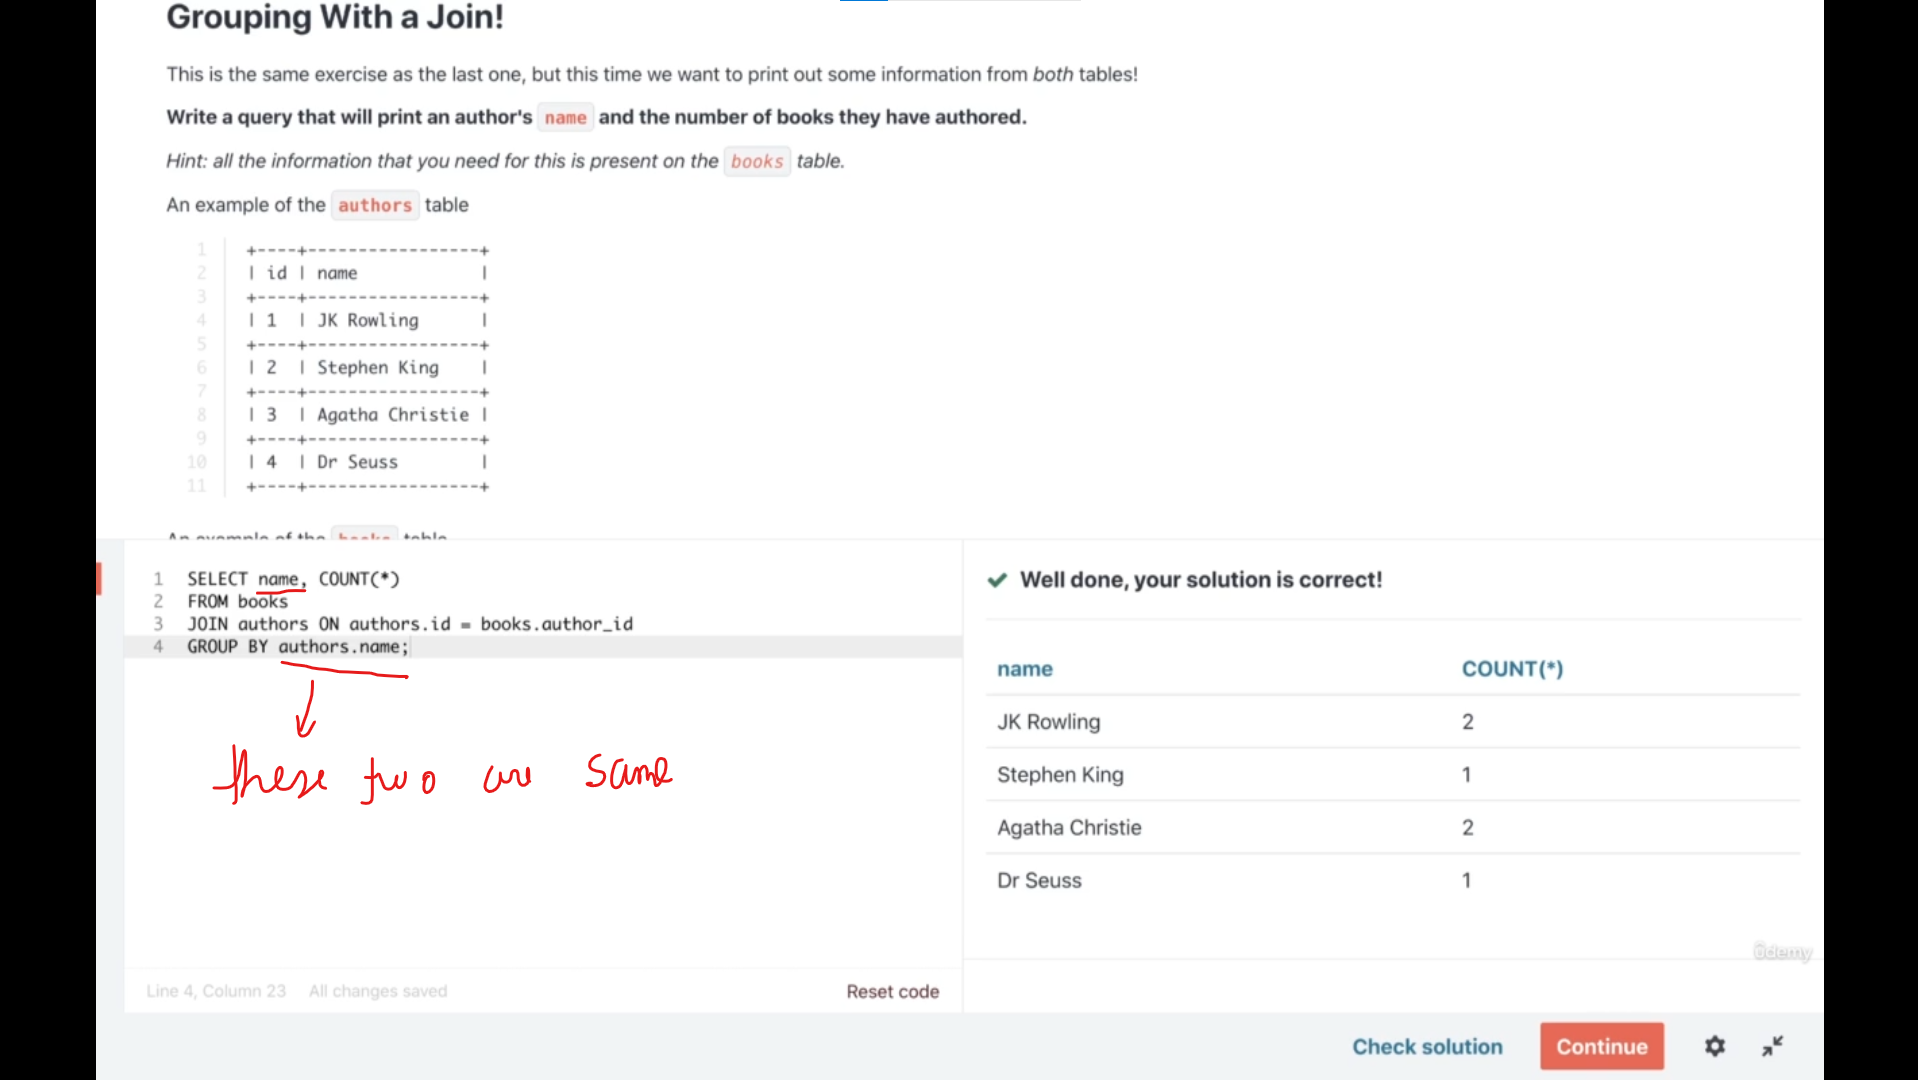 Grouping With a Join!
This is the same exercise as the last one, but this time we want to print out some information from both tables!
Write a query that will print an author's name and the number of books they have authored.
Hint: all the information that you need for this is present on the books table.
An example of the authors table
1 +----+-----------------+
2 | id | name            |
3 +----+-----------------+
4 | 1  | JK Rowling      |
5 +----+-----------------+
6 | 2  | Stephen King    |
7 +----+-----------------+
8 | 3  | Agatha Christie |
9 +----+-----------------+
10 | 4  | Dr Seuss        |
11 +----+-----------------+
An example of the books table
1 SELECT name, COUNT(*)
2 FROM books
3 JOIN authors ON authors.id = books.author_id
4 GROUP BY authors.name;
these two are same
Line 4, Column 23 All changes saved
Reset code
Well done, your solution is correct!
name COUNT(*)
JK Rowling 2
Stephen King 1
Agatha Christie 2
Dr Seuss 1
ûdemy
Check solution
Continue